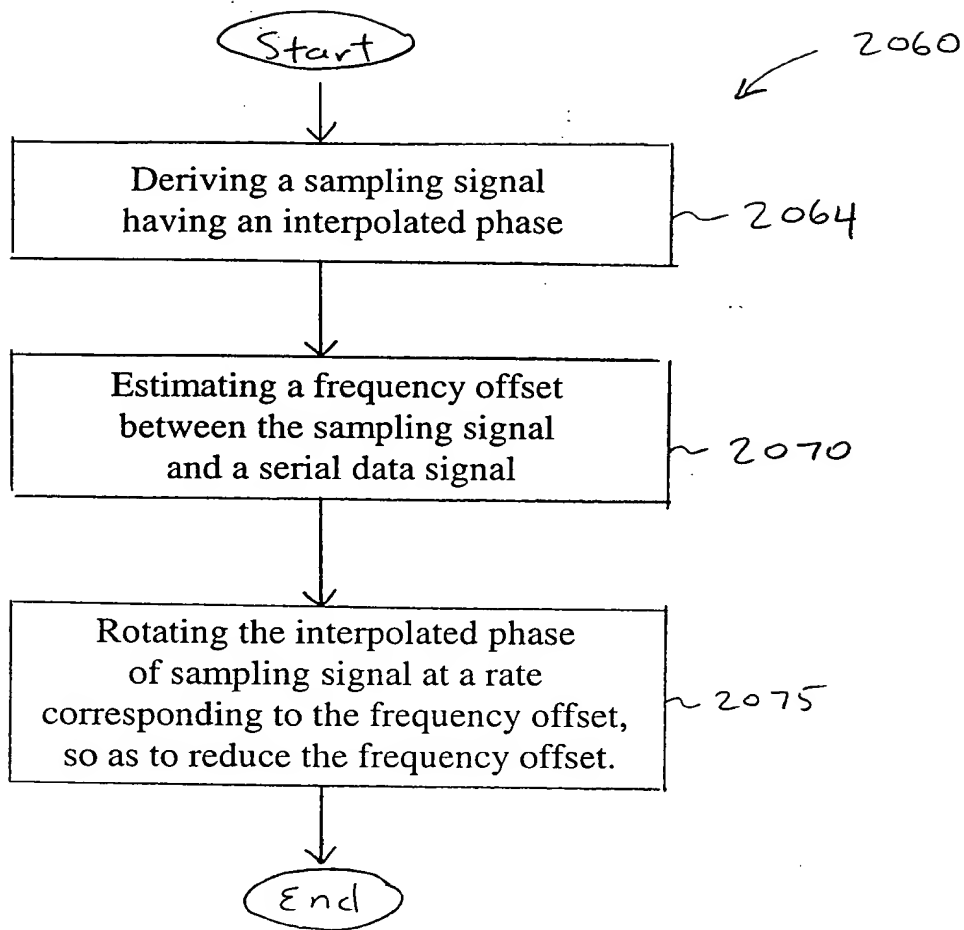 Start
2060
Deriving a sampling signal
having an interpolated phase
2064
Estimating a frequency offset
between the sampling signal
and a serial data signal
2070
Rotating the interpolated phase
of sampling signal at a rate
corresponding to the frequency offset,
so as to reduce the frequency offset.
2075
End